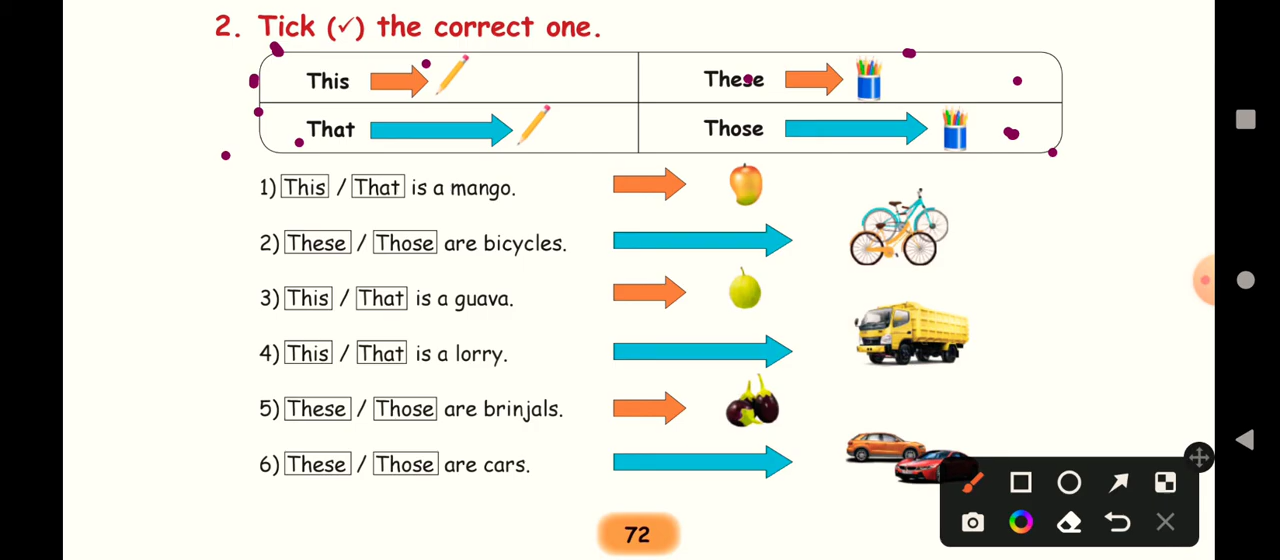 2. Tick (✓) the correct one.
This These
That Those
1) This / That is a mango.
2) These / Those are bicycles.
3) This / That is a guava.
4) This / That is a lorry.
5) These / Those are brinjals.
6) These / Those are cars.
72